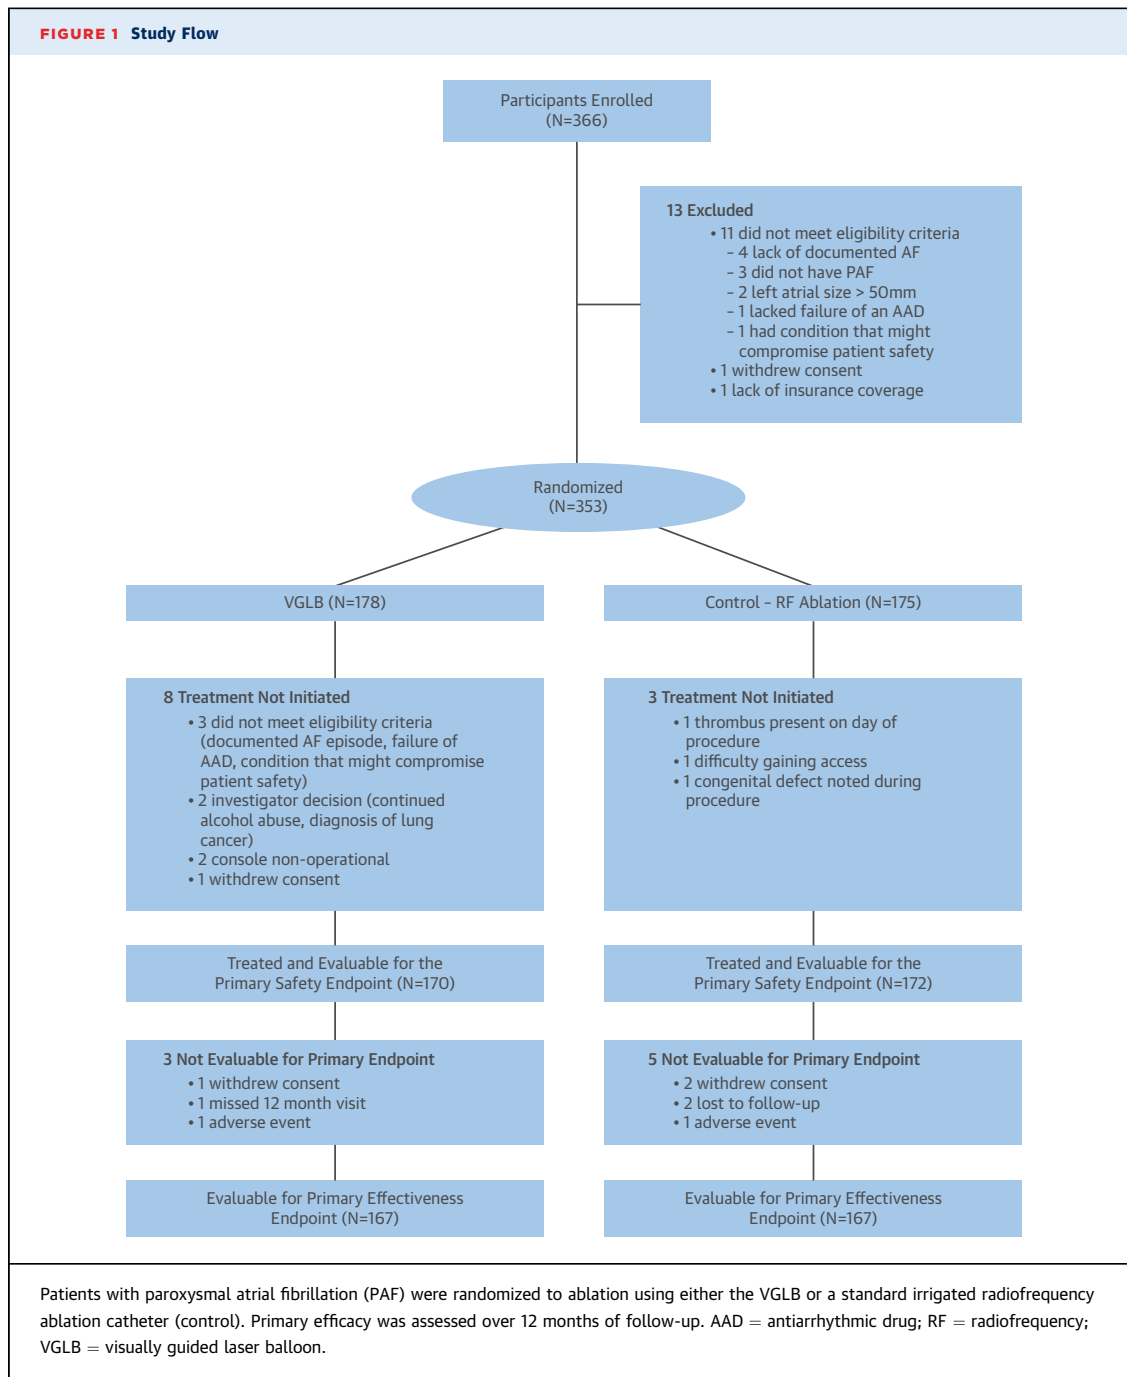 FIGURE 1 Study Flow
Participants Enrolled
(N=366)
13 Excluded
• 11 did not meet eligibility criteria
– 4 lack of documented AF
– 3 did not have PAF
– 2 left atrial size > 50mm
– 1 lacked failure of an AAD
– 1 had condition that might
compromise patient safety
• 1 withdrew consent
• 1 lack of insurance coverage
Randomized
(N=353)
VGLB (N=178)
Control – RF Ablation (N=175)
8 Treatment Not Initiated
• 3 did not meet eligibility criteria
(documented AF episode, failure of
AAD, condition that might compromise
patient safety)
• 2 investigator decision (continued
alcohol abuse, diagnosis of lung
cancer)
• 2 console non-operational
• 1 withdrew consent
3 Treatment Not Initiated
• 1 thrombus present on day of
procedure
• 1 difficulty gaining access
• 1 congenital defect noted during
procedure
Treated and Evaluable for the
Primary Safety Endpoint (N=170)
Treated and Evaluable for the
Primary Safety Endpoint (N=172)
3 Not Evaluable for Primary Endpoint
• 1 withdrew consent
• 1 missed 12 month visit
• 1 adverse event
5 Not Evaluable for Primary Endpoint
• 2 withdrew consent
• 2 lost to follow-up
• 1 adverse event
Evaluable for Primary Effectiveness
Endpoint (N=167)
Evaluable for Primary Effectiveness
Endpoint (N=167)
Patients with paroxysmal atrial fibrillation (PAF) were randomized to ablation using either the VGLB or a standard irrigated radiofrequency
ablation catheter (control). Primary efficacy was assessed over 12 months of follow-up. AAD = antiarrhythmic drug; RF = radiofrequency;
VGLB = visually guided laser balloon.